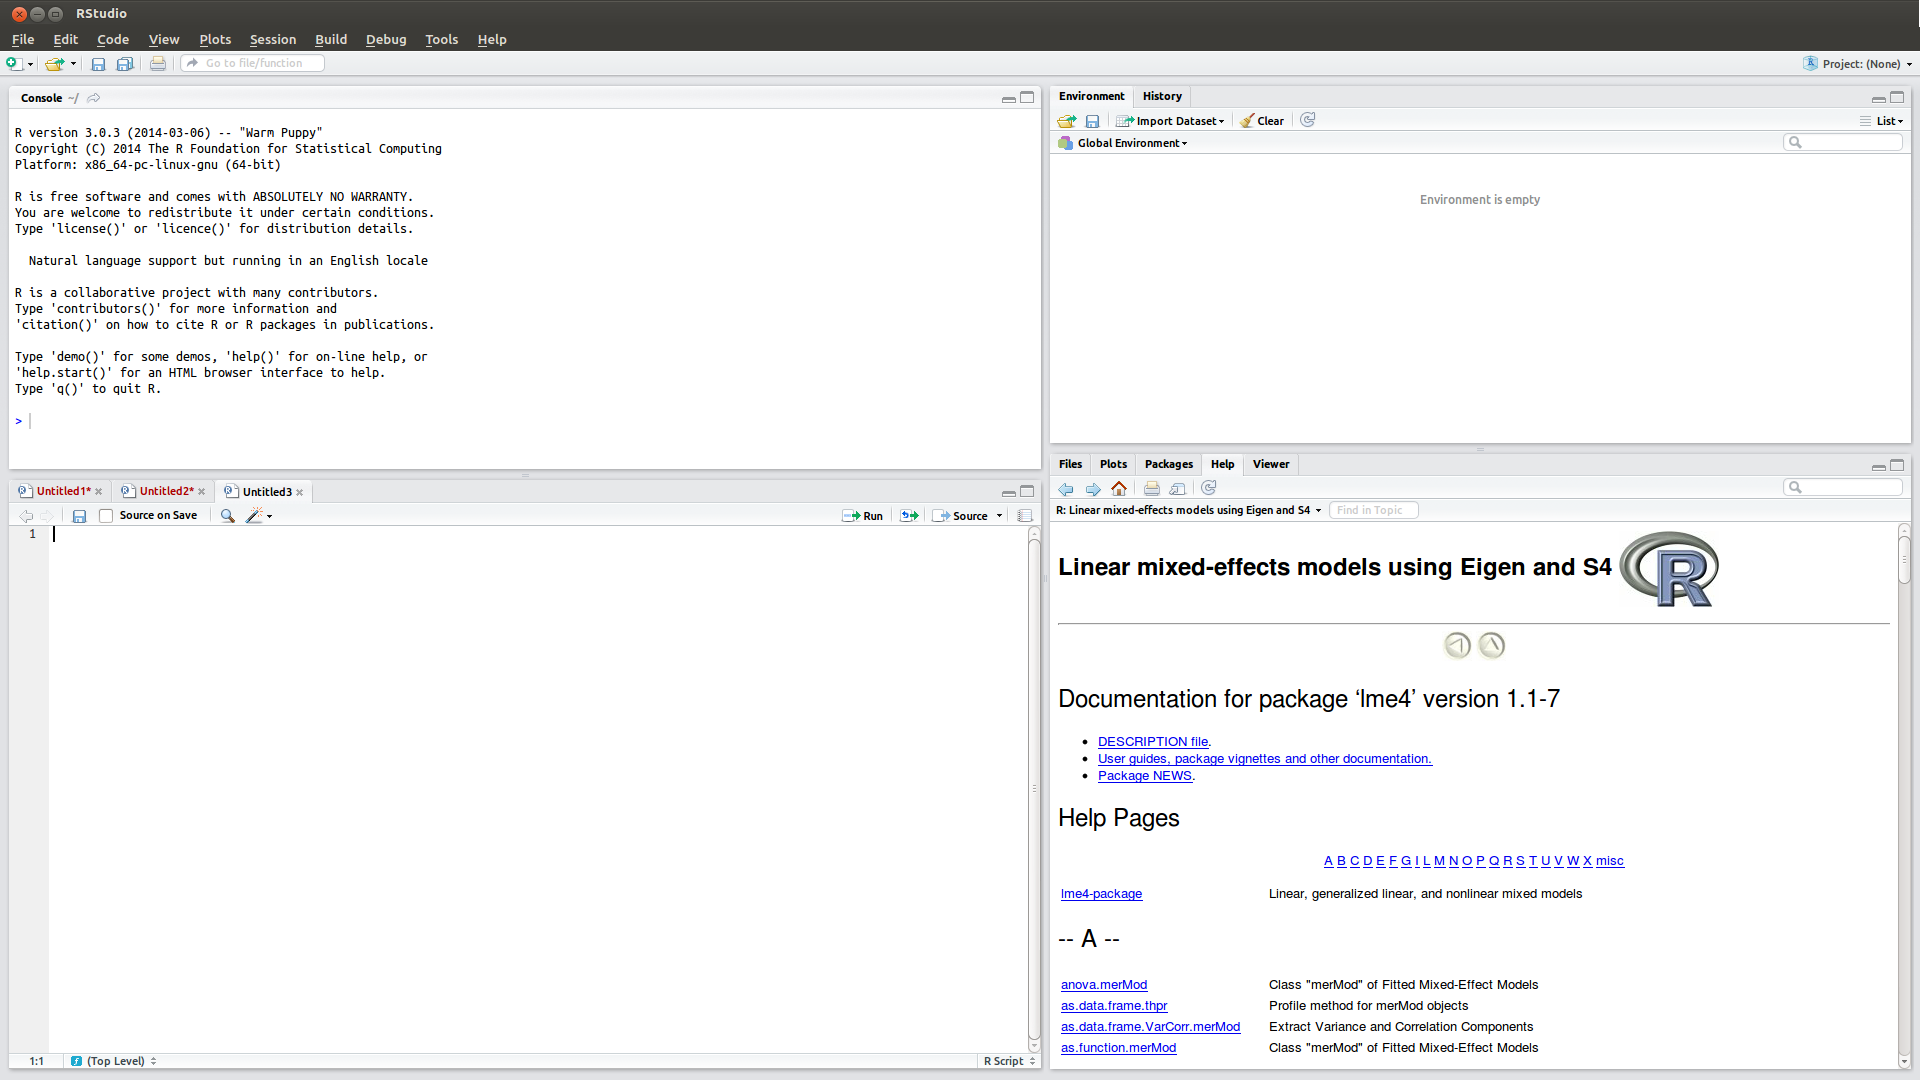 RStudio
File Edit Code View Plots Session Build Debug Tools Help
Go to file/function
Project: (None)
Console ~/
R version 3.0.3 (2014-03-06) -- "Warm Puppy"
Copyright (C) 2014 The R Foundation for Statistical Computing
Platform: x86_64-pc-linux-gnu (64-bit)
R is free software and comes with ABSOLUTELY NO WARRANTY.
You are welcome to redistribute it under certain conditions.
Type 'license()' or 'licence()' for distribution details.
Natural language support but running in an English locale
R is a collaborative project with many contributors.
Type 'contributors()' for more information and
'citation()' on how to cite R or R packages in publications.
Type 'demo()' for some demos, 'help()' for on-line help, or
'help.start()' for an HTML browser interface to help.
Type 'q()' to quit R.
>
Untitled1* Untitled2* Untitled3
Source on Save Run Source
1
1:1 (Top Level) R Script
Environment History
Import Dataset Clear List
Global Environment
Environment is empty
Files Plots Packages Help Viewer
R: Linear mixed-effects models using Eigen and S4 Find in Topic
Linear mixed-effects models using Eigen and S4 R
Documentation for package ‘lme4’ version 1.1-7
• DESCRIPTION file.
• User guides, package vignettes and other documentation.
• Package NEWS.
Help Pages
A B C D E F G I L M N O P Q R S T U V W X misc
lme4-package Linear, generalized linear, and nonlinear mixed models
-- A --
anova.merMod Class "merMod" of Fitted Mixed-Effect Models
as.data.frame.thpr Profile method for merMod objects
as.data.frame.VarCorr.merMod Extract Variance and Correlation Components
as.function.merMod Class "merMod" of Fitted Mixed-Effect Models